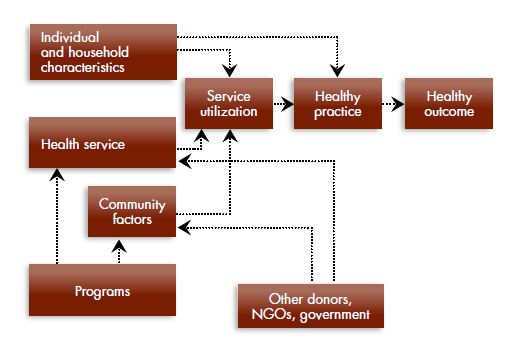 Individual
and household
characteristics
Service
utilization
Healthy
practice
Healthy
outcome
Health service
Community
factors
Programs
Other donors,
NGOs, government